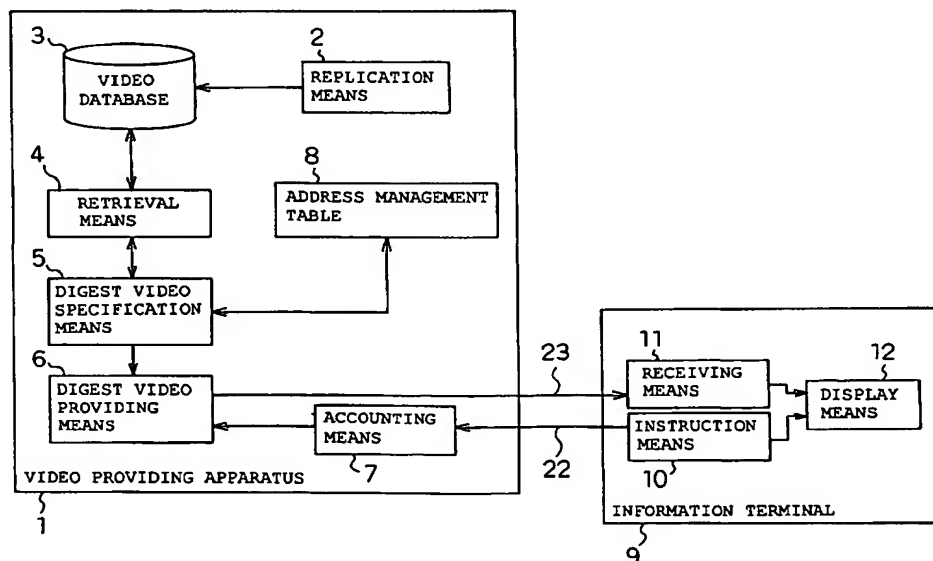 3
VIDEO
DATABASE
2
REPLICATION
MEANS
4
RETRIEVAL
MEANS
8
ADDRESS MANAGEMENT
TABLE
5
DIGEST VIDEO
SPECIFICATION
MEANS
6
DIGEST VIDEO
PROVIDING
MEANS
ACCOUNTING
MEANS
7
VIDEO PROVIDING APPARATUS
1
23
22
11
RECEIVING
MEANS
12
DISPLAY
MEANS
INSTRUCTION
MEANS
10
INFORMATION TERMINAL
9